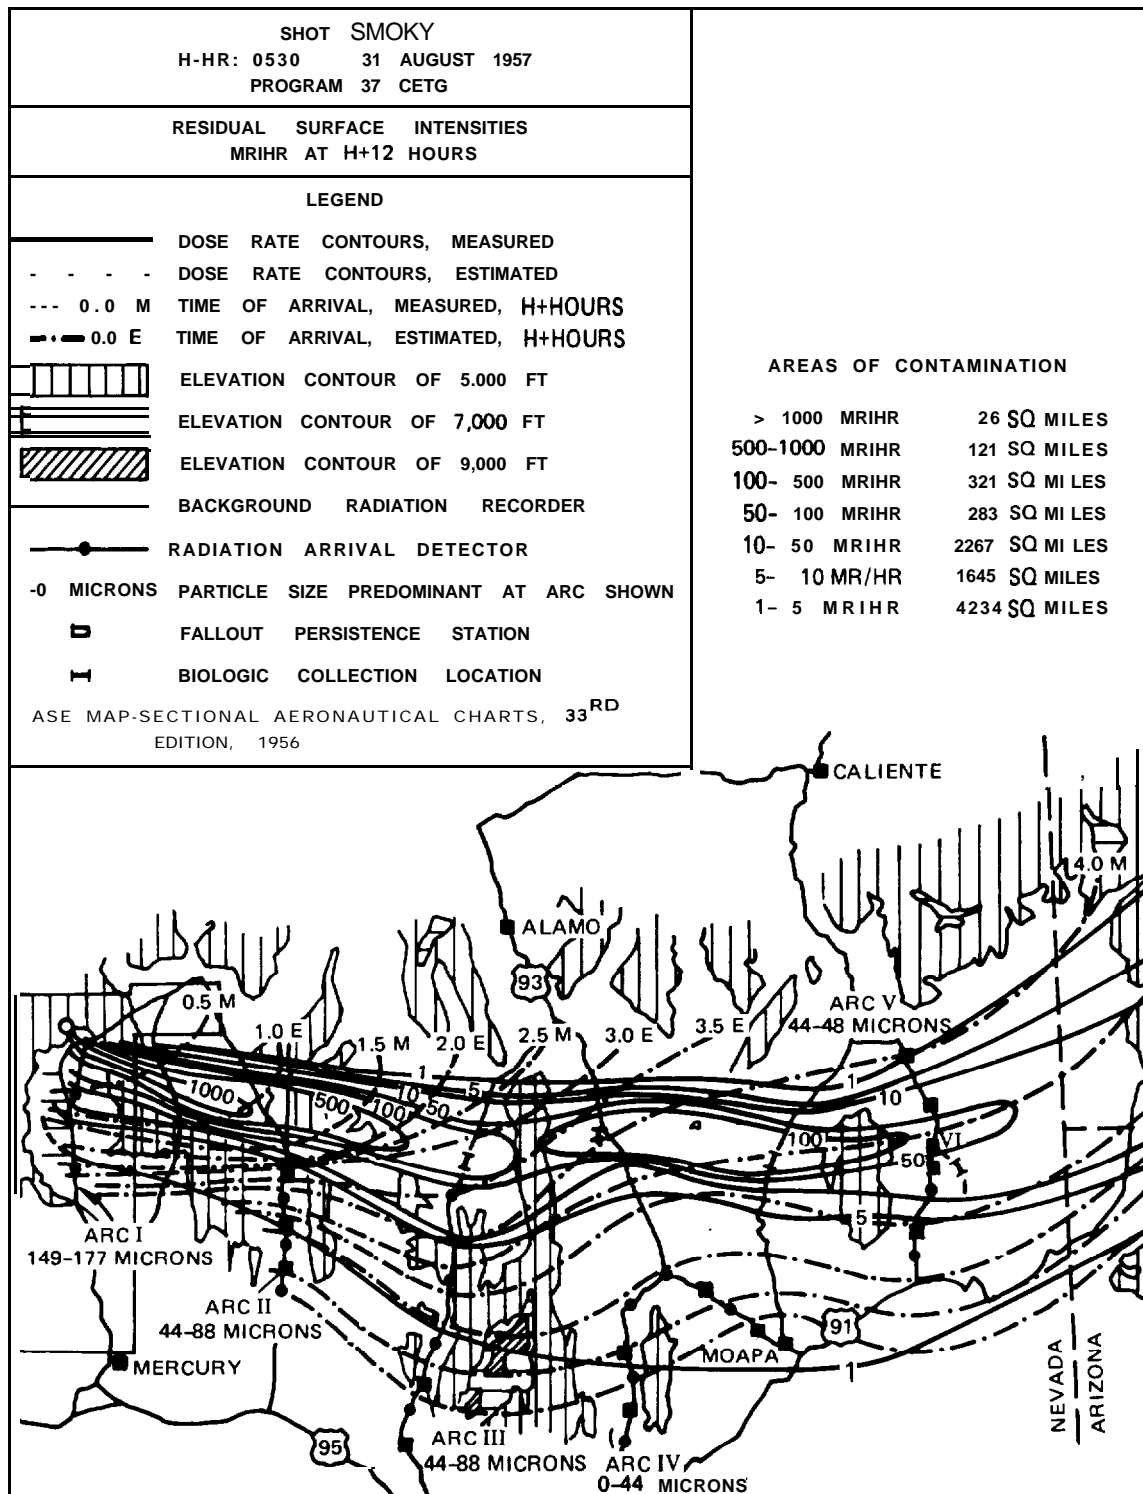 SHOT SMOKY
H-HR: 0530 31 AUGUST 1957
PROGRAM 37 CETG
RESIDUAL SURFACE INTENSITIES
MRIHR AT H+12 HOURS
LEGEND
DOSE RATE CONTOURS, MEASURED
- - - - DOSE RATE CONTOURS, ESTIMATED
--- 0.0 M TIME OF ARRIVAL, MEASURED, H+HOURS
0.0 E TIME OF ARRIVAL, ESTIMATED, H+HOURS
ELEVATION CONTOUR OF 5.000 FT
ELEVATION CONTOUR OF 7,000 FT
ELEVATION CONTOUR OF 9,000 FT
BACKGROUND RADIATION RECORDER
RADIATION ARRIVAL DETECTOR
-0 MICRONS PARTICLE SIZE PREDOMINANT AT ARC SHOWN
FALLOUT PERSISTENCE STATION
BIOLOGIC COLLECTION LOCATION
ASE MAP-SECTIONAL AERONAUTICAL CHARTS, 33RD
EDITION, 1956
AREAS OF CONTAMINATION
> 1000 MRIHR 26 SQ MILES
500-1000 MRIHR 121 SQ MILES
100- 500 MRIHR 321 SQ MI LES
50- 100 MRIHR 283 SQ MI LES
10- 50 MRIHR 2267 SQ MI LES
5- 10 MR/HR 1645 SQ MILES
1- 5 MRIHR 4234 SQ MILES
CALIENTE
4.0 M
ALAMO
93
0.5 M
1.0 E
1.5 M
2.0 E
2.5 M
3.0 E
3.5 E
ARC V
44-48 MICRONS
1
5
10
50
100
500
1000
1
10
100
50
VI
5
ARC I
149-177 MICRONS
ARC II
44-88 MICRONS
MERCURY
95
ARC III
44-88 MICRONS
ARC IV
0-44 MICRONS
MOAPA
91
1
NEVADA
ARIZONA